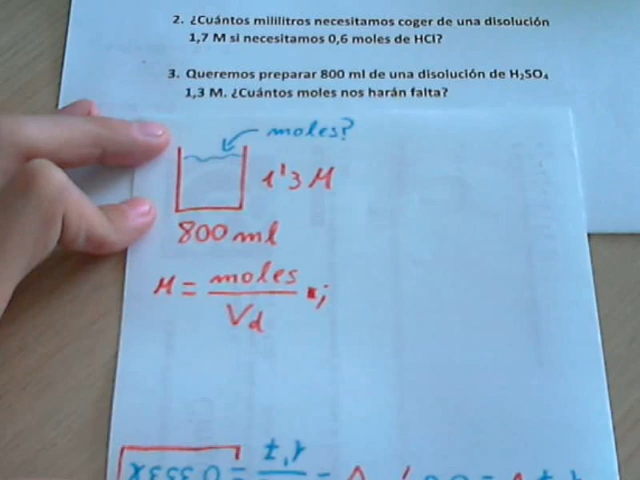 2. ¿Cuántos mililitros necesitamos coger de una disolución
1,7 M si necesitamos 0,6 moles de HCl?
3. Queremos preparar 800 ml de una disolución de H₂SO₄
1,3 M. ¿Cuántos moles nos harán falta?
moles?
1'3 M
800 ml
M = moles / Vd ;